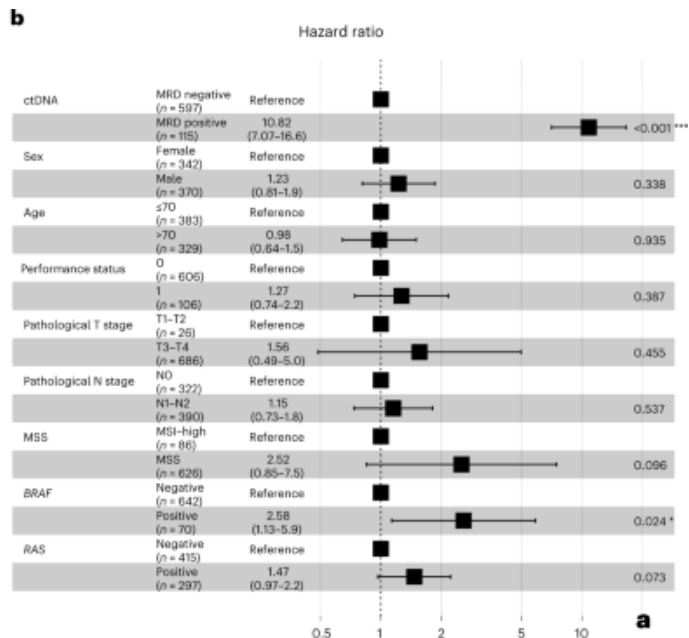 b
Hazard ratio
ctDNA MRD negative Reference
(n = 597)
MRD positive 10.82 <0.001 ***
(n = 115) (7.07–16.6)
Sex Female Reference
(n = 342)
Male 1.23 0.338
(n = 370) (0.81–1.9)
Age ≤70 Reference
(n = 383)
>70 0.98 0.935
(n = 329) (0.64–1.5)
Performance status 0 Reference
(n = 606)
1 1.27 0.387
(n = 106) (0.74–2.2)
Pathological T stage T1–T2 Reference
(n = 26)
T3–T4 1.56 0.455
(n = 686) (0.49–5.0)
Pathological N stage N0 Reference
(n = 322)
N1–N2 1.15 0.537
(n = 390) (0.73–1.8)
MSS MSI–high Reference
(n = 86)
MSS 2.52 0.096
(n = 626) (0.85–7.5)
BRAF Negative Reference
(n = 642)
Positive 2.58 0.024 *
(n = 70) (1.13–5.9)
RAS Negative Reference
(n = 415)
Positive 1.47 0.073
(n = 297) (0.97–2.2)
a
0.5 1 2 5 10